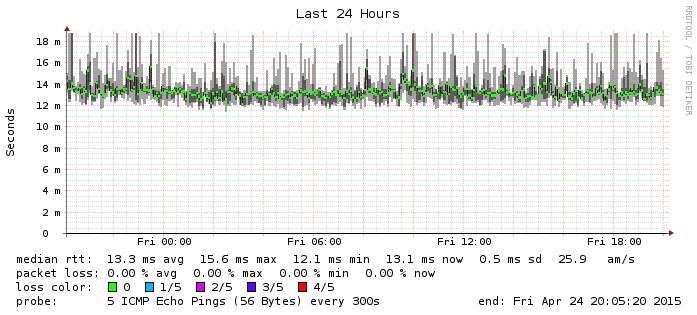 Last 24 Hours
RRDTOOL / TOBI OETIKER
Seconds
18 m
16 m
14 m
12 m
10 m
8 m
6 m
4 m
2 m
0
Fri 00:00 Fri 06:00 Fri 12:00 Fri 18:00
median rtt: 13.3 ms avg 15.6 ms max 12.1 ms min 13.1 ms now 0.5 ms sd 25.9 am/s
packet loss: 0.00 % avg 0.00 % max 0.00 % min 0.00 % now
loss color: 0 1/5 2/5 3/5 4/5
probe: 5 ICMP Echo Pings (56 Bytes) every 300s end: Fri Apr 24 20:05:20 2015